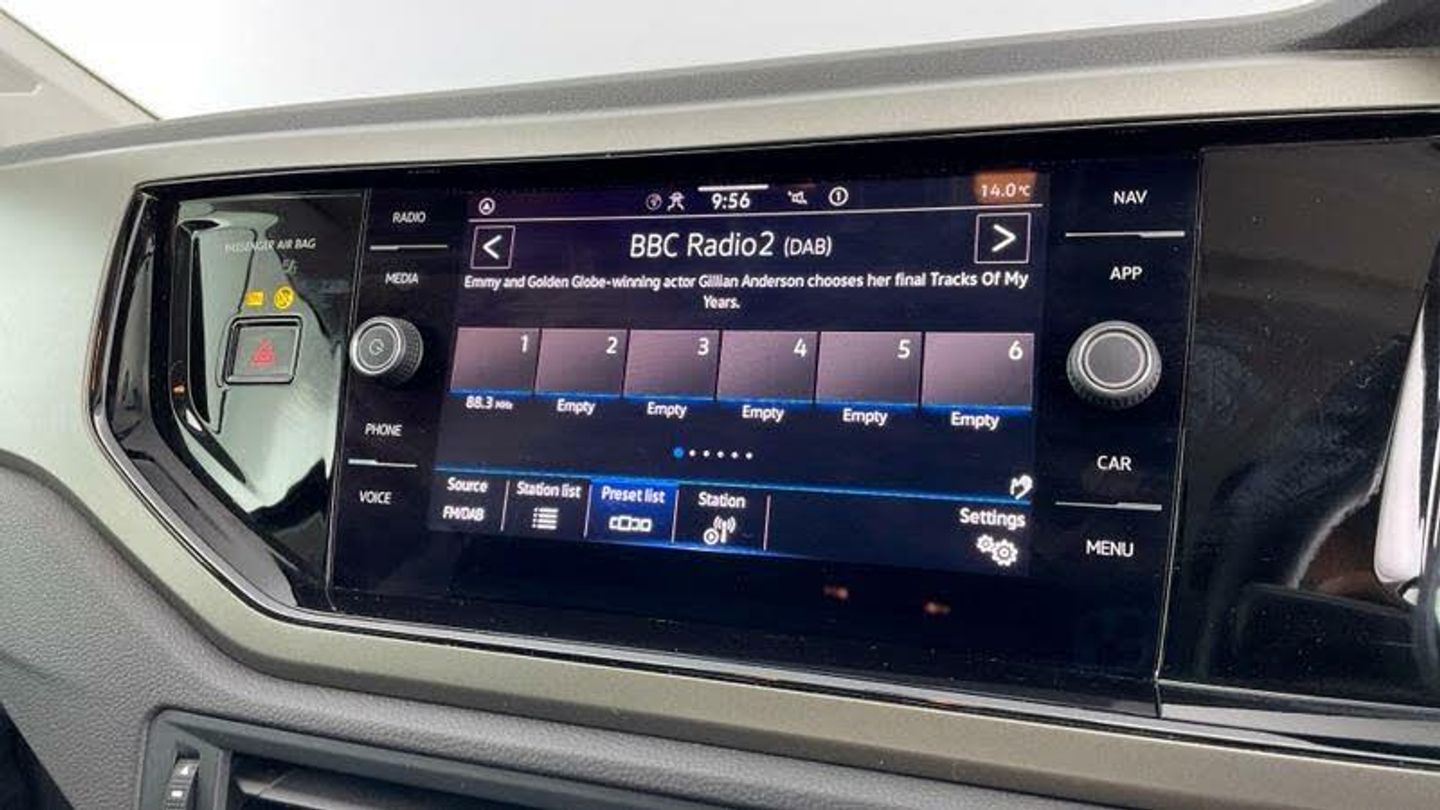 PASSENGER AIR BAG
RADIO
MEDIA
PHONE
VOICE
9:56
1
14.0°C
<
BBC Radio2 (DAB)
>
Emmy and Golden Globe-winning actor Gillian Anderson chooses her final Tracks Of My
Years.
1 2 3 4 5 6
88.3 MHz Empty Empty Empty Empty Empty
Source Station list Preset list Station Settings
FM/DAB
NAV
APP
CAR
MENU